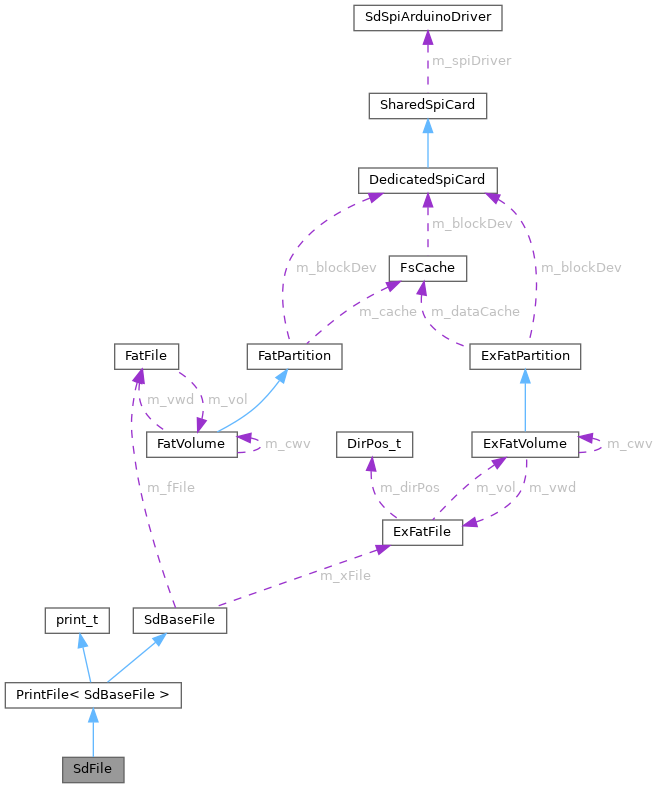 SdSpiArduinoDriver
m_spiDriver
SharedSpiCard
DedicatedSpiCard
m_blockDev
FsCache
m_blockDev
m_blockDev
m_cache
m_dataCache
FatFile
FatPartition
ExFatPartition
m_vwd
m_vol
FatVolume
m_cwv
DirPos_t
ExFatVolume
m_cwv
m_fFile
m_dirPos
m_vol
m_vwd
ExFatFile
m_xFile
print_t
SdBaseFile
PrintFile< SdBaseFile >
SdFile